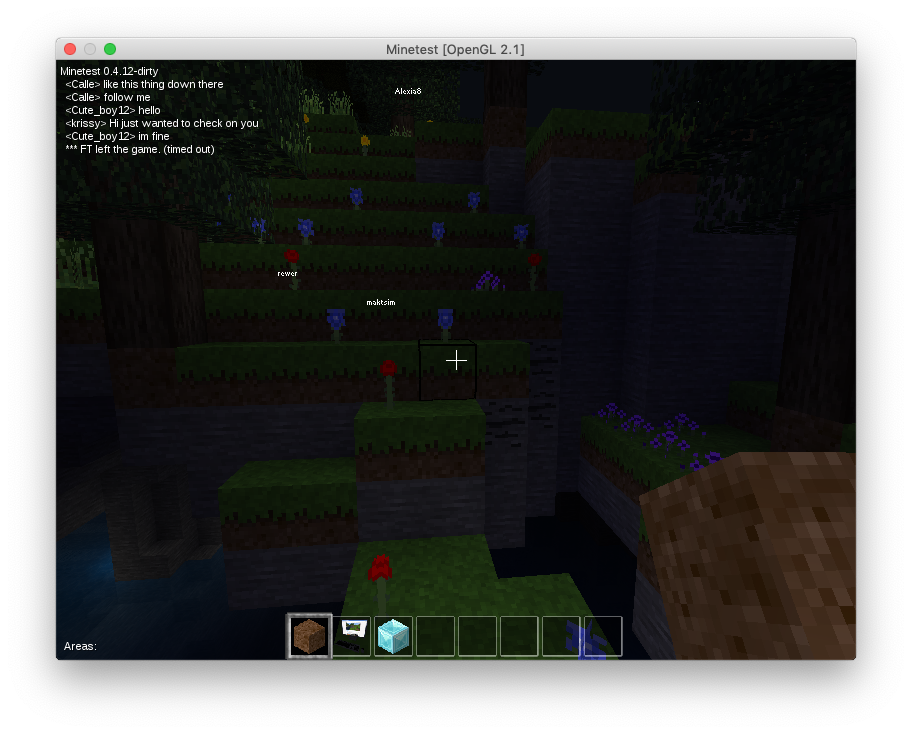 Minetest [OpenGL 2.1]
Minetest 0.4.12-dirty
<Calle> like this thing down there
<Calle> follow me
<Cute_boy12> hello
<krissy> Hi just wanted to check on you
<Cute_boy12> im fine
*** FT left the game. (timed out)
Alexia8
rewer
maktsim
Areas: